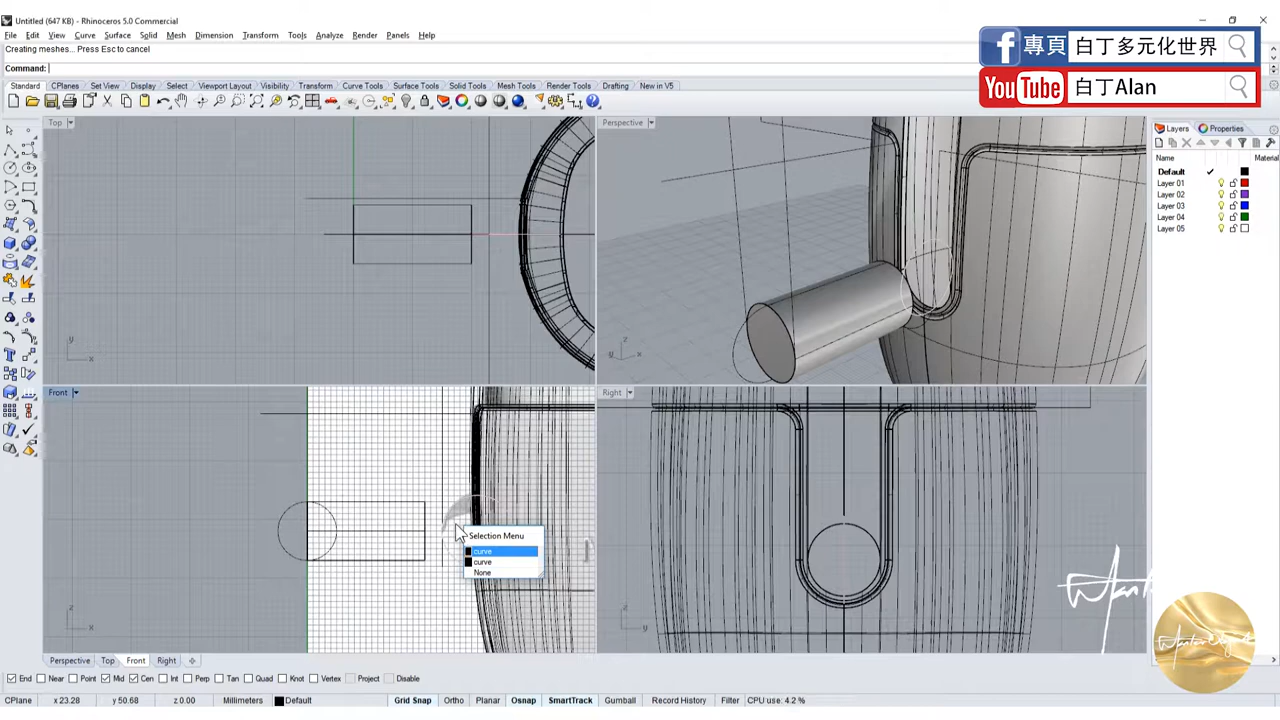 Untitled (647 KB) - Rhinoceros 5.0 Commercial
File Edit View Curve Surface Solid Mesh Dimension Transform Tools Analyze Render Panels Help
Creating meshes... Press Esc to cancel
Command:
f 專頁 白丁多元化世界
YouTube 白丁Alan
Standard CPlanes Set View Display Select Viewport Layout Visibility Transform Curve Tools Surface Tools Solid Tools Mesh Tools Render Tools Drafting New in V5
Top
Perspective
Layers Properties
Name Material
Default
Layer 01
Layer 02
Layer 03
Layer 04
Layer 05
y
x
z
x
Front
Right
Selection Menu
curve
curve
None
z
x
z
y
Perspective Top Front Right
End Near Point Mid Cen Int Perp Tan Quad Knot Vertex Project Disable
CPlane x 23.28 y 50.68 z 0.00 Millimeters Default Grid Snap Ortho Planar Osnap SmartTrack Gumball Record History Filter CPU use: 4.2 %